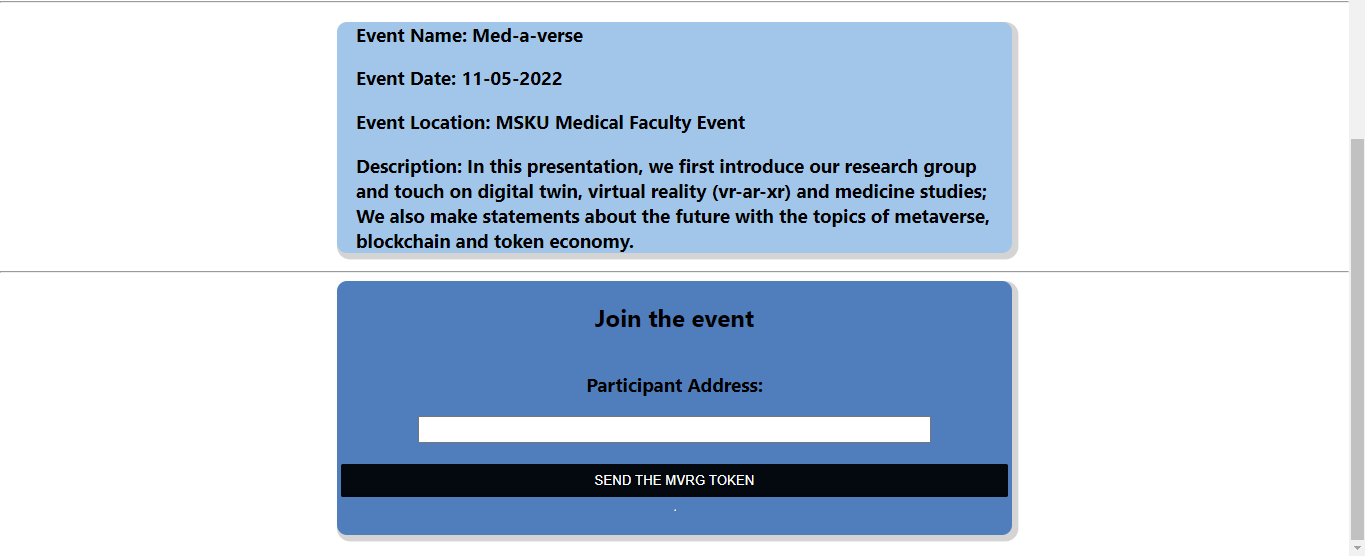 Event Name: Med-a-verse
Event Date: 11-05-2022
Event Location: MSKU Medical Faculty Event
Description: In this presentation, we first introduce our research group
and touch on digital twin, virtual reality (vr-ar-xr) and medicine studies;
We also make statements about the future with the topics of metaverse,
blockchain and token economy.
Join the event
Participant Address:
SEND THE MVRG TOKEN
.